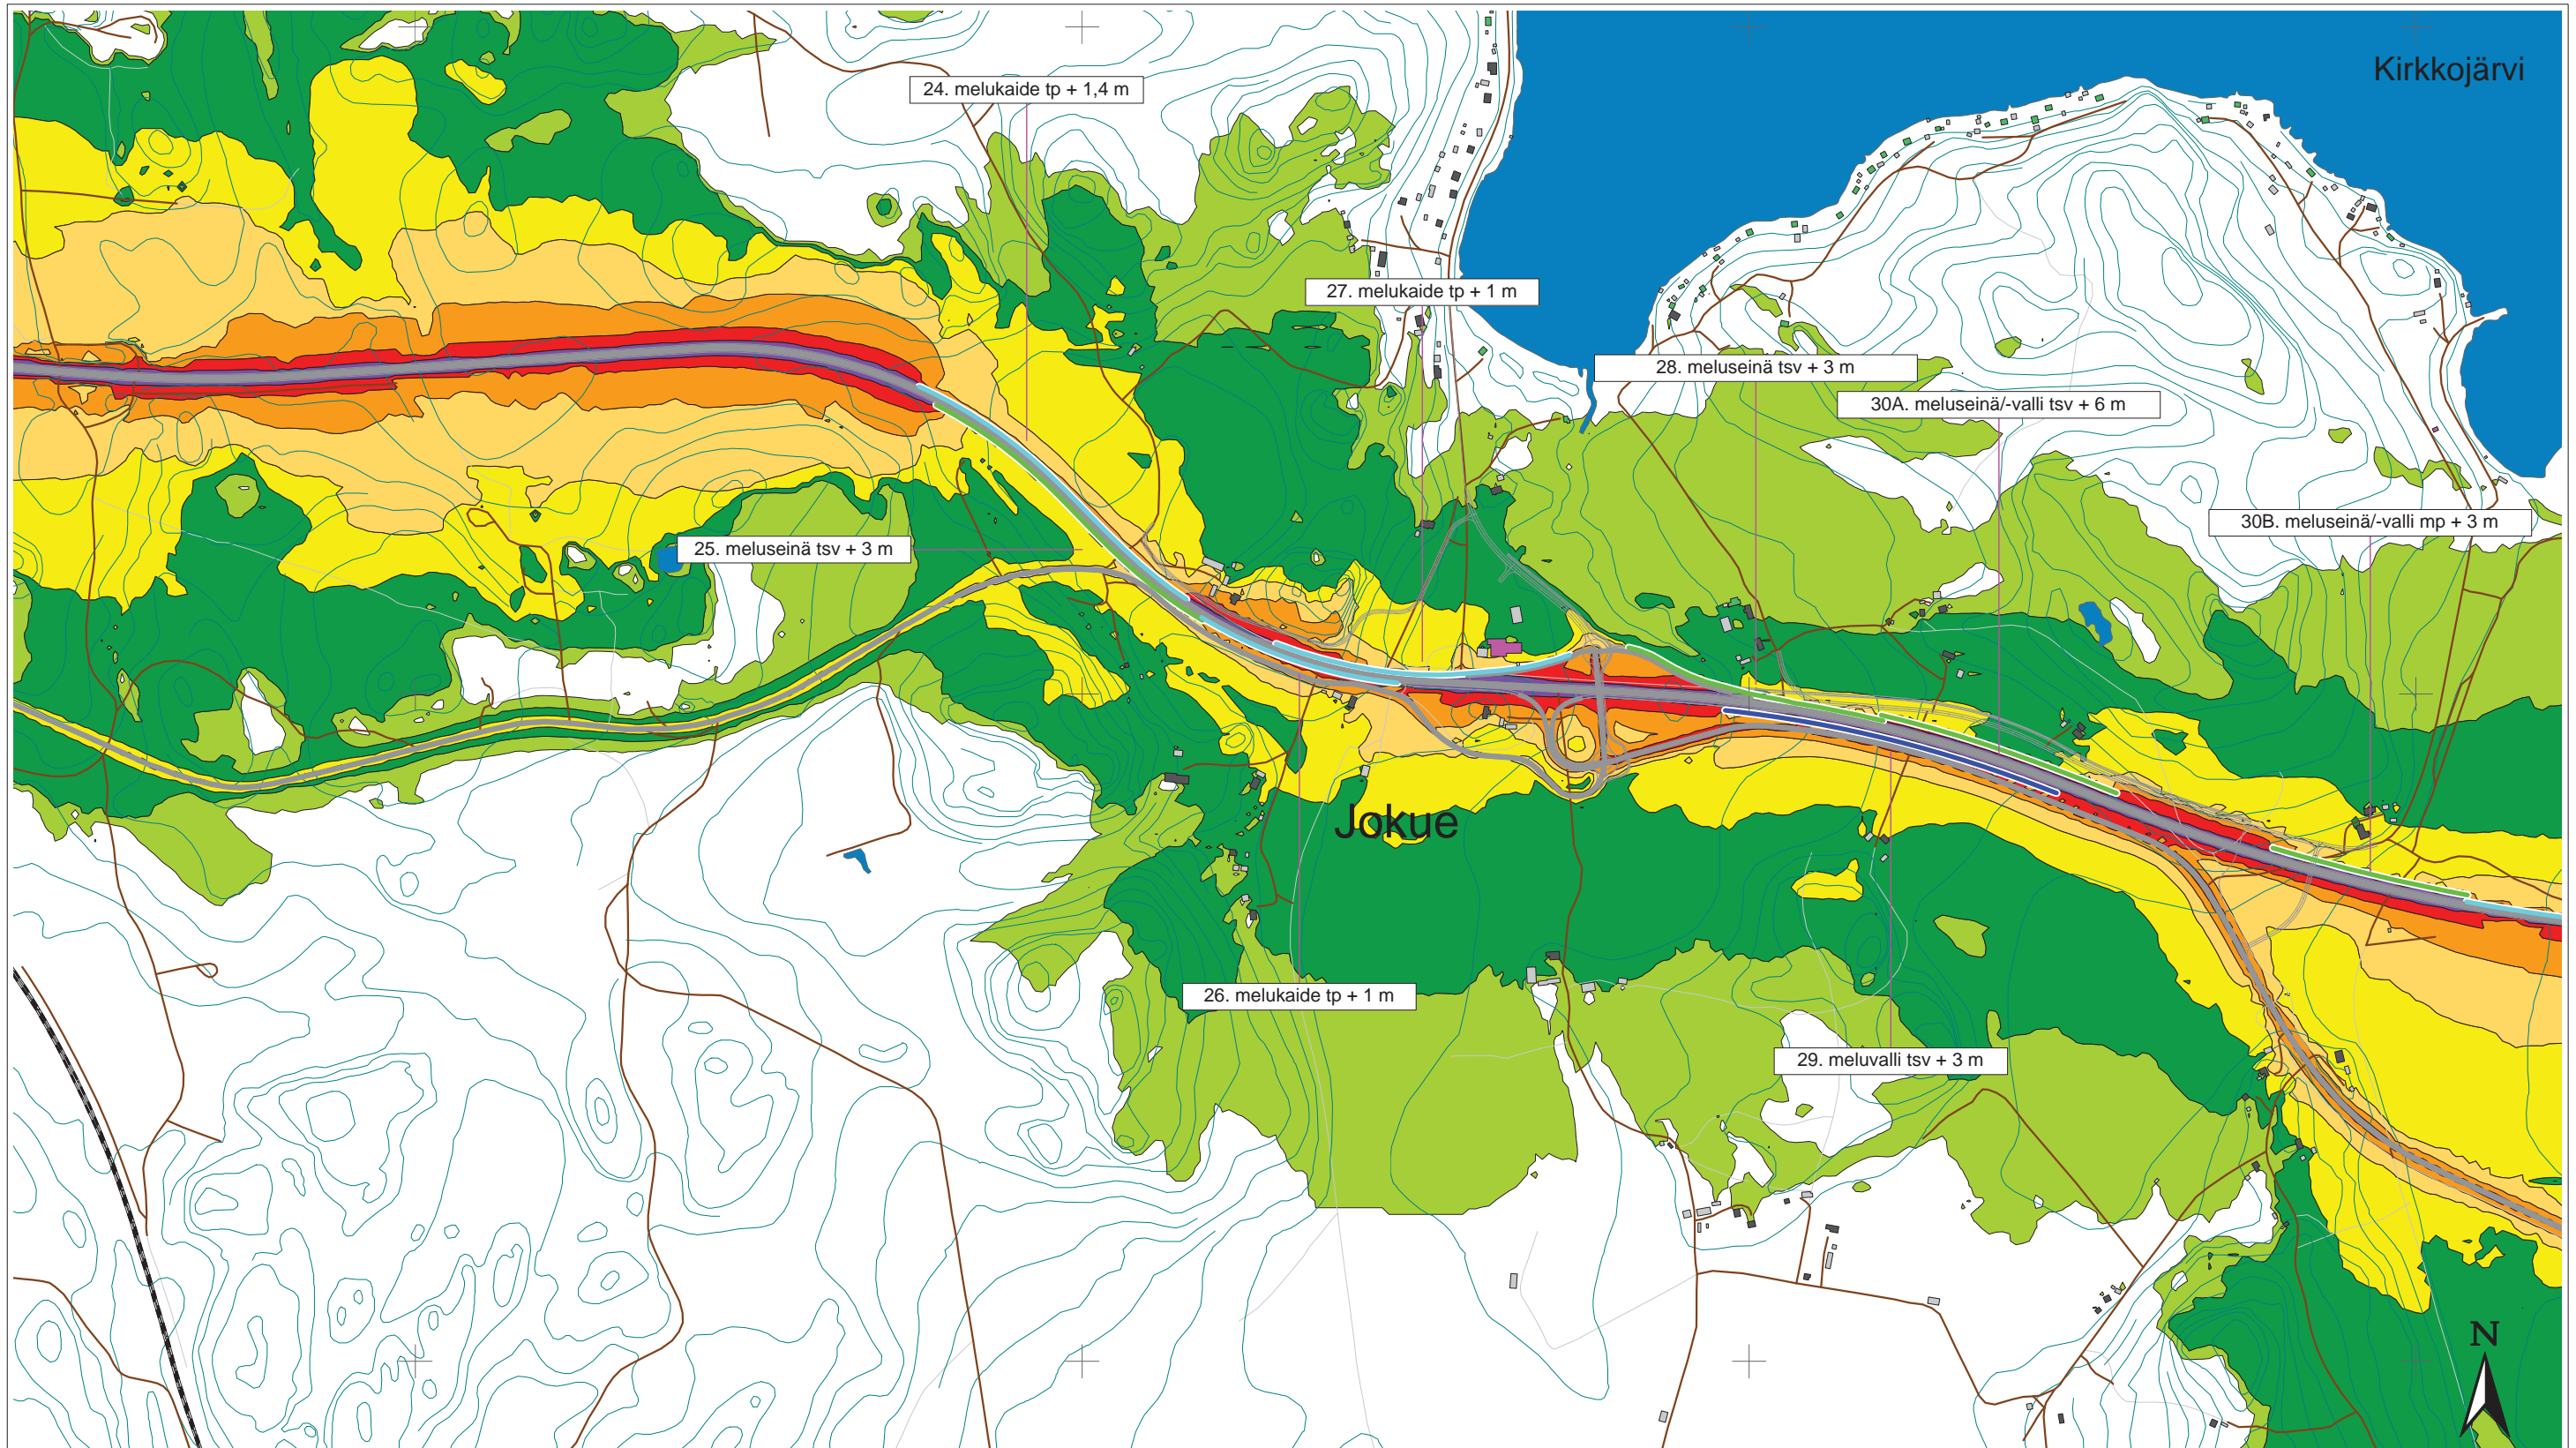 Kirkkojärvi
24. melukaide tp + 1,4 m
27. melukaide tp + 1 m
28. meluseinä tsv + 3 m
30A. meluseinä/-valli tsv + 6 m
30B. meluseinä/-valli mp + 3 m
25. meluseinä tsv + 3 m
Jokue
26. melukaide tp + 1 m
29. meluvalli tsv + 3 m
N